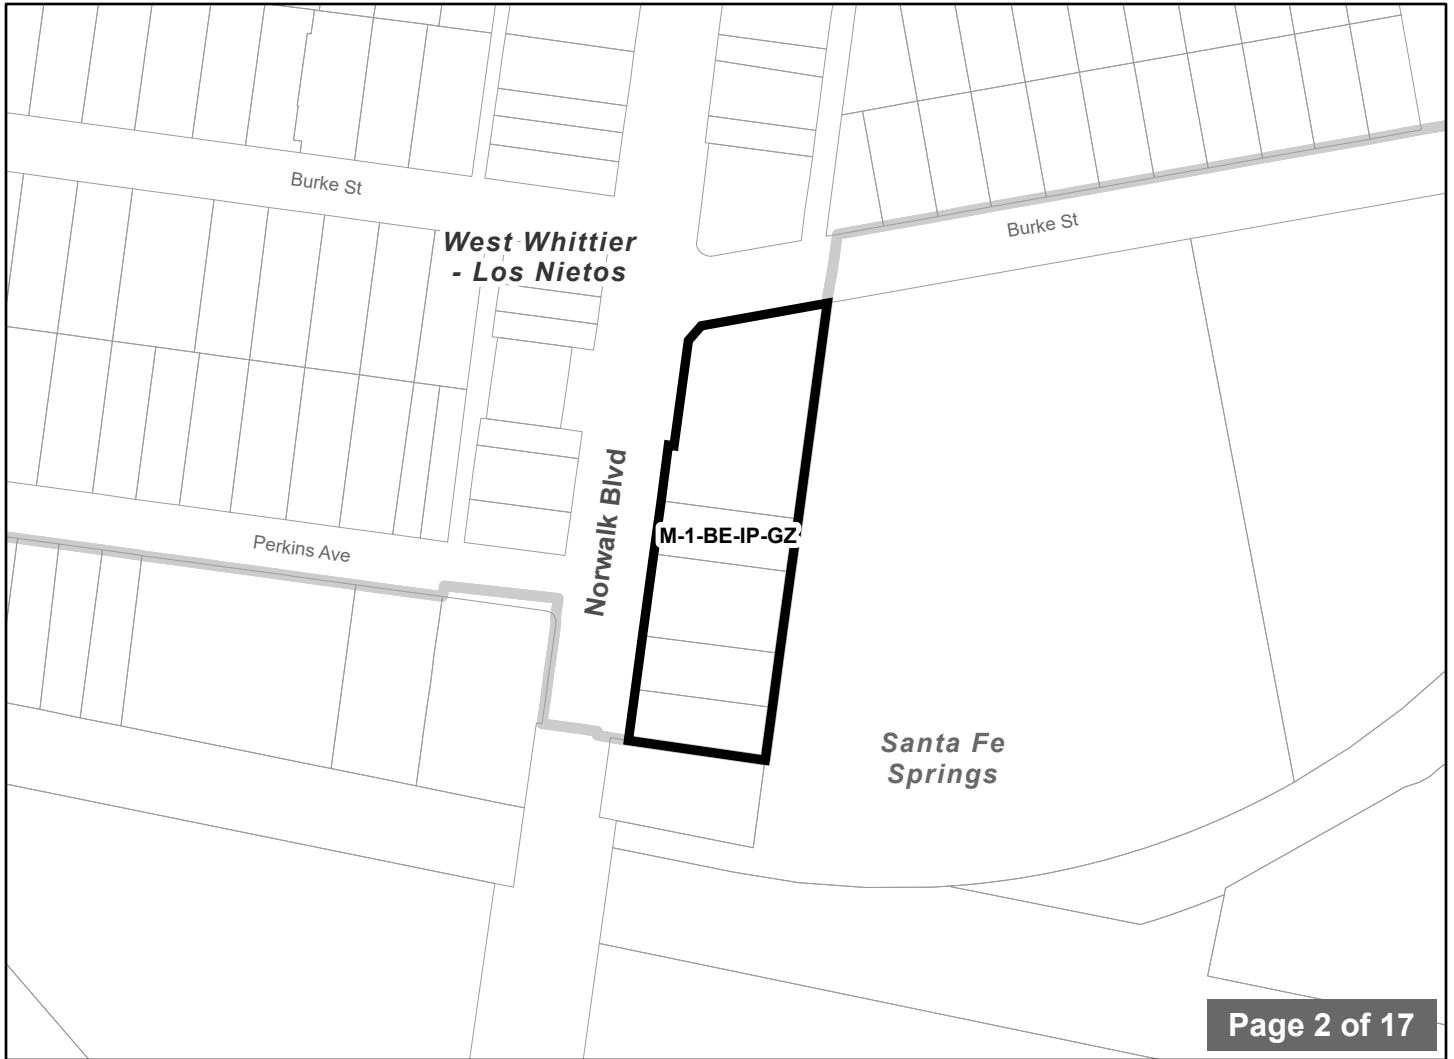 Burke St
Burke St
West Whittier
- Los Nietos
Norwalk Blvd
M-1-BE-IP-GZ
Perkins Ave
Santa Fe
Springs
Page 2 of 17